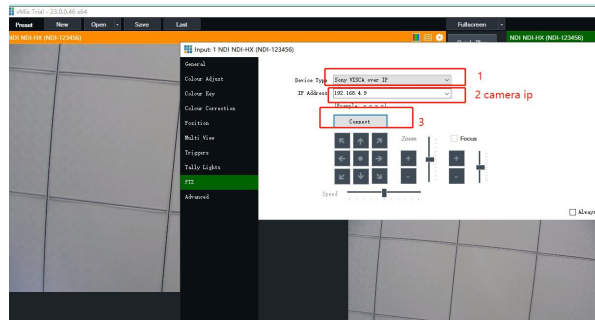 vMix Trial - 23.0.0.46 x64
Preset New Open Save Last Fullscreen
NDI NDI-HX (NDI-123456)
NDI NDI-HX (NDI-123456)
Input: 1 NDI NDI-HX (NDI-123456)
General
Colour Adjust
Device Type Sony VISCA over IP 1
Colour Key
IP Address 192.168.4.9 2 camera ip
Colour Correction
Position
Connect 3
Multi View
Zoom Focus
Triggers
Tally Lights
PTZ
Speed
Advanced
Always